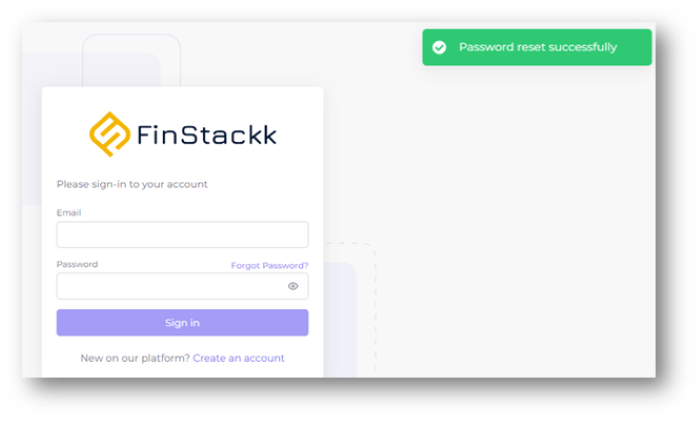 Password reset successfully
FinStackk
Please sign-in to your account
Email
Password Forgot Password?
Sign in
New on our platform? Create an account